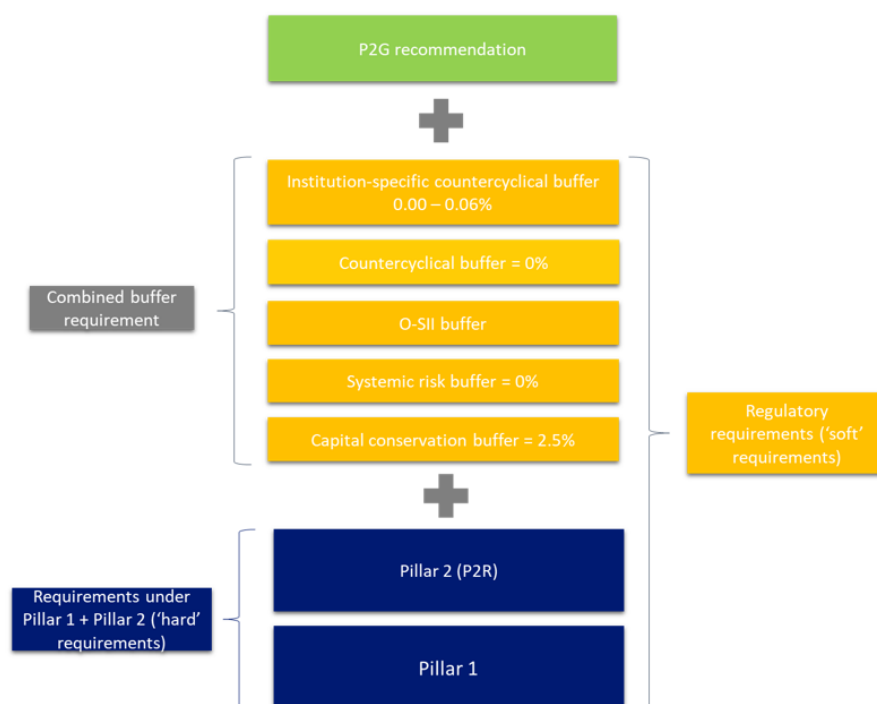 P2G recommendation
Institution-specific countercyclical buffer
0.00 – 0.06%
Countercyclical buffer = 0%
Combined buffer
requirement
O-SII buffer
Systemic risk buffer = 0%
Capital conservation buffer = 2.5%
Regulatory
requirements (‘soft’
requirements)
Pillar 2 (P2R)
Requirements under
Pillar 1 + Pillar 2 (‘hard’
requirements)
Pillar 1